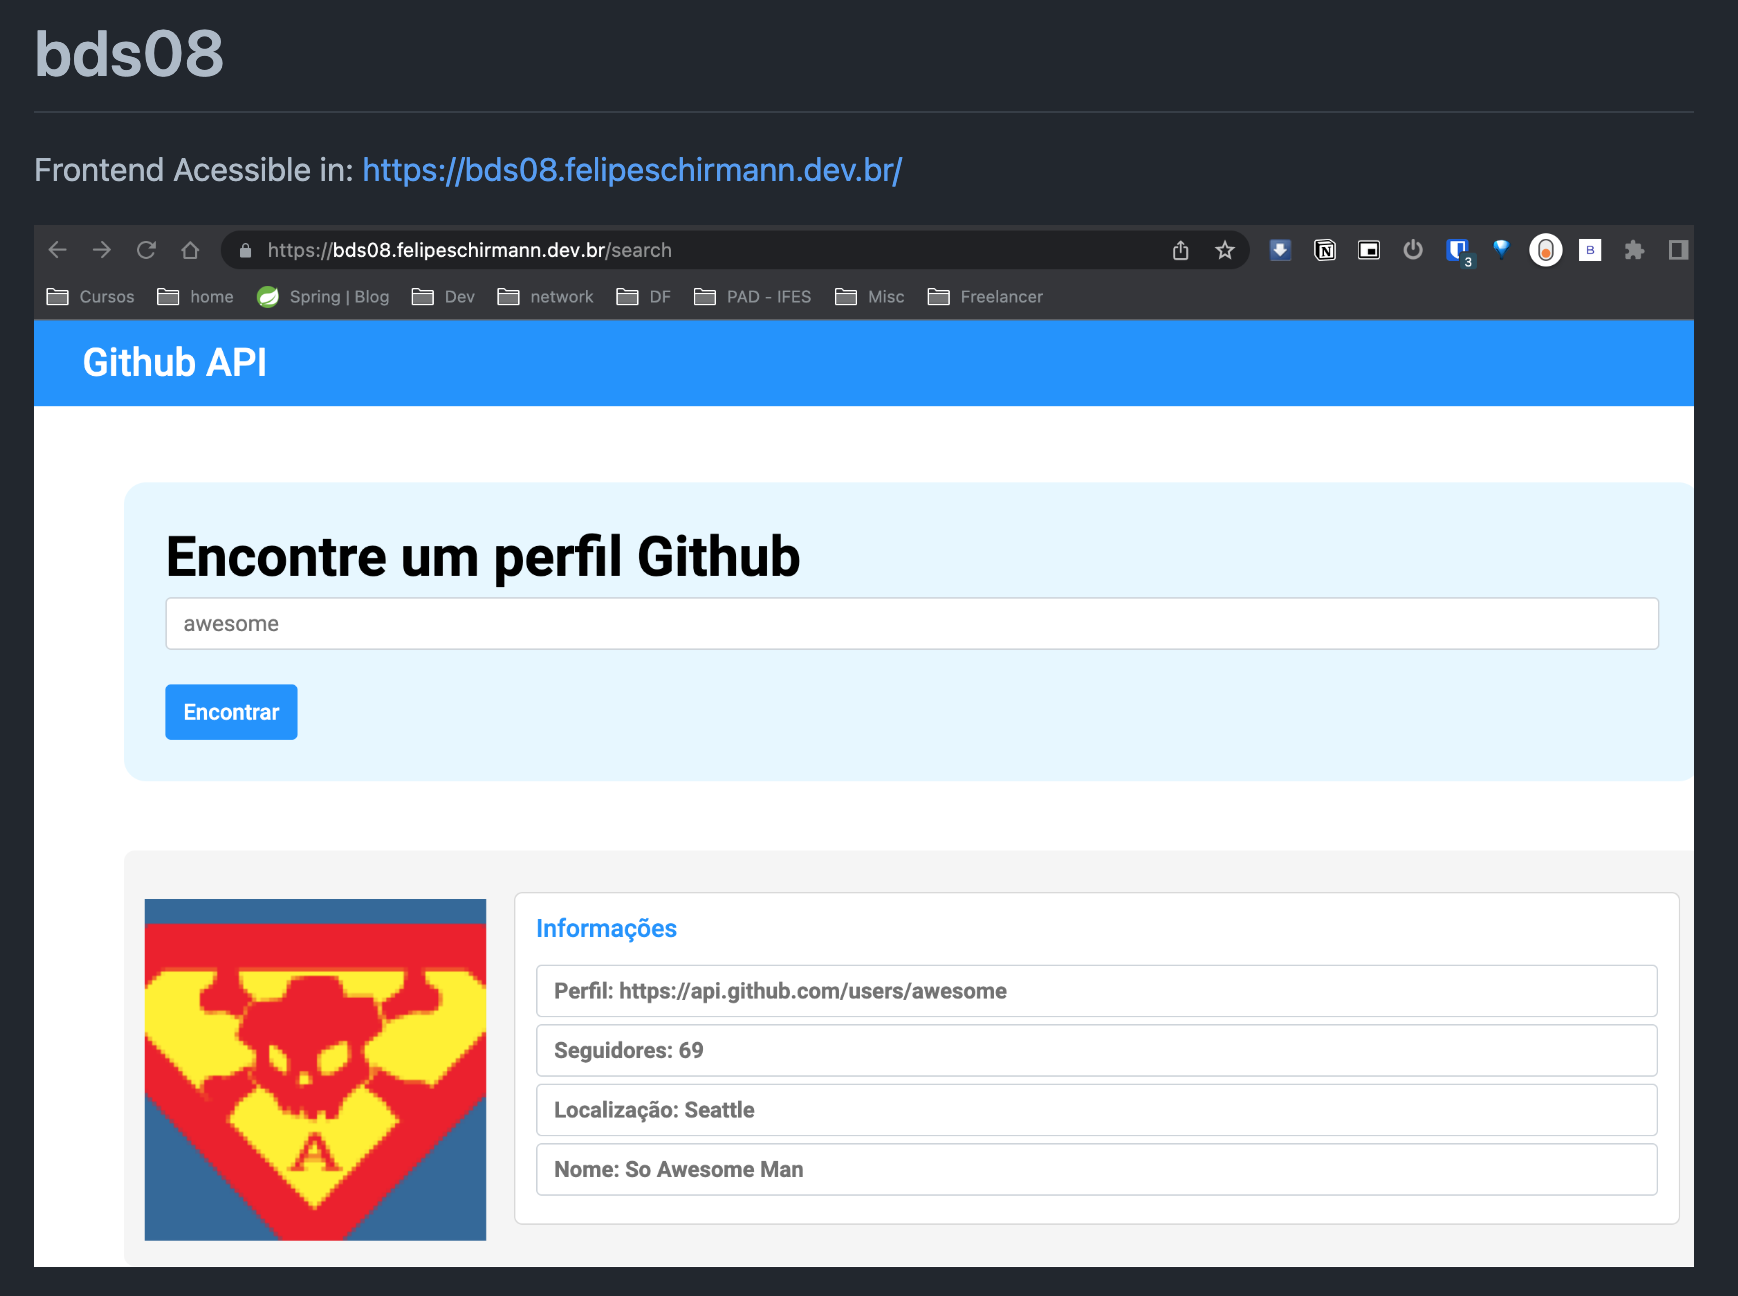 bds08
Frontend Acessible in: https://bds08.felipeschirmann.dev.br/
https://bds08.felipeschirmann.dev.br/search
3
B
Cursos home Spring | Blog Dev network DF PAD - IFES Misc Freelancer
Github API
Encontre um perfil Github
awesome
Encontrar
Informações
Perfil: https://api.github.com/users/awesome
Seguidores: 69
Localização: Seattle
Nome: So Awesome Man
A